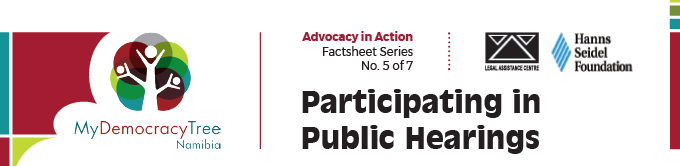 MyDemocracyTree
Namibia
Advocacy in Action
Factsheet Series
No. 5 of 7
LEGAL ASSISTANCE CENTRE
Hanns
Seidel
Foundation
Participating in
Public Hearings